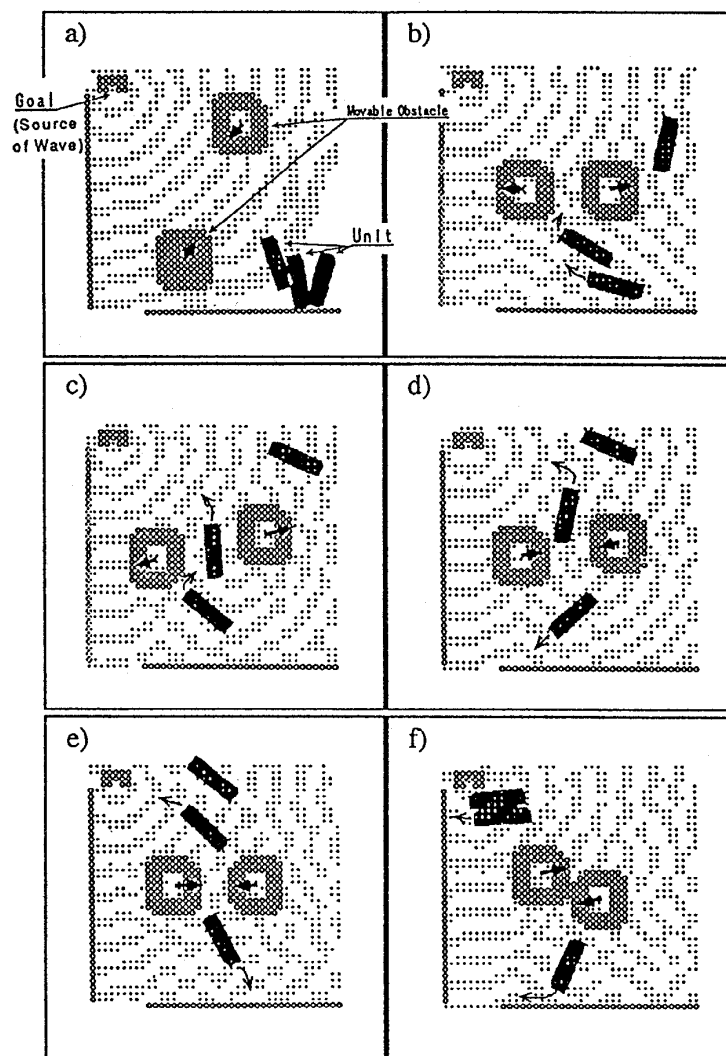 a)
b)
Goal
(Source
of Wave)
Movable Obstacle
Unit
c)
d)
e)
f)